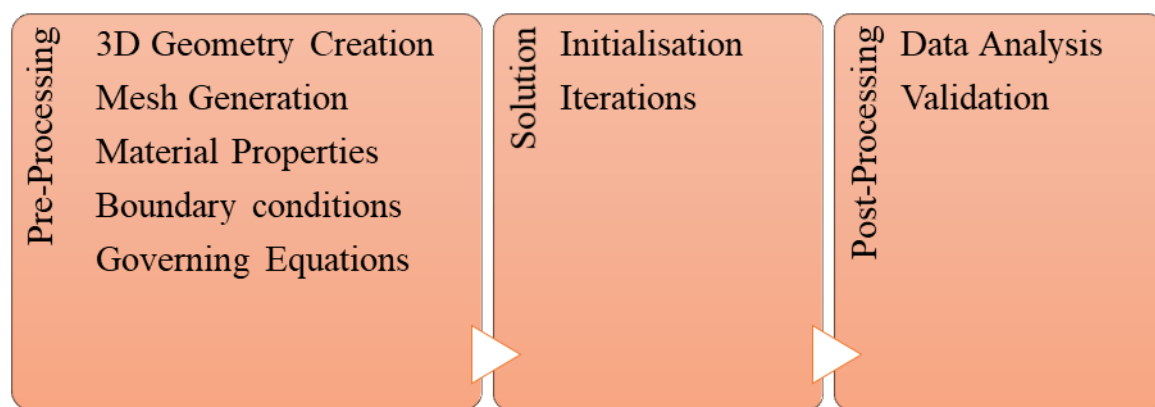 Pre-Processing
3D Geometry Creation
Mesh Generation
Material Properties
Boundary conditions
Governing Equations
Solution
Initialisation
Iterations
Post-Processing
Data Analysis
Validation